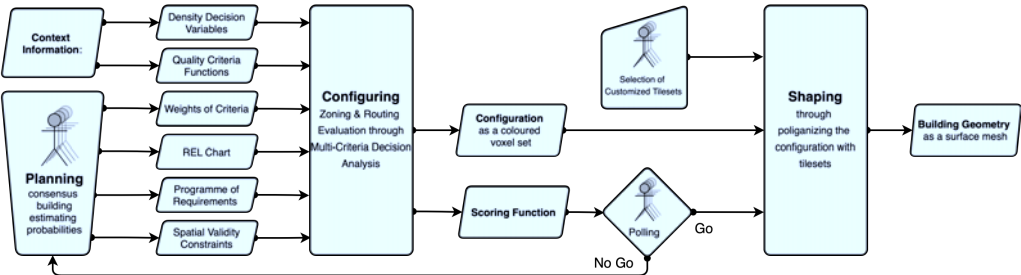 Context
Information:
Planning
consensus
building
estimating
probabilities
Density Decision
Variables
Quality Criteria
Functions
Weights of Criteria
REL Chart
Programme of
Requirements
Spatial Validity
Constraints
Configuring
Zoning & Routing
Evaluation through
Multi-Criteria Decision
Analysis
Configuration
as a coloured
voxel set
Scoring Function
Selection of
Customized Tilesets
Polling
Go
No Go
Shaping
through
poliganizing the
configuration with
tilesets
Building Geometry
as a surface mesh